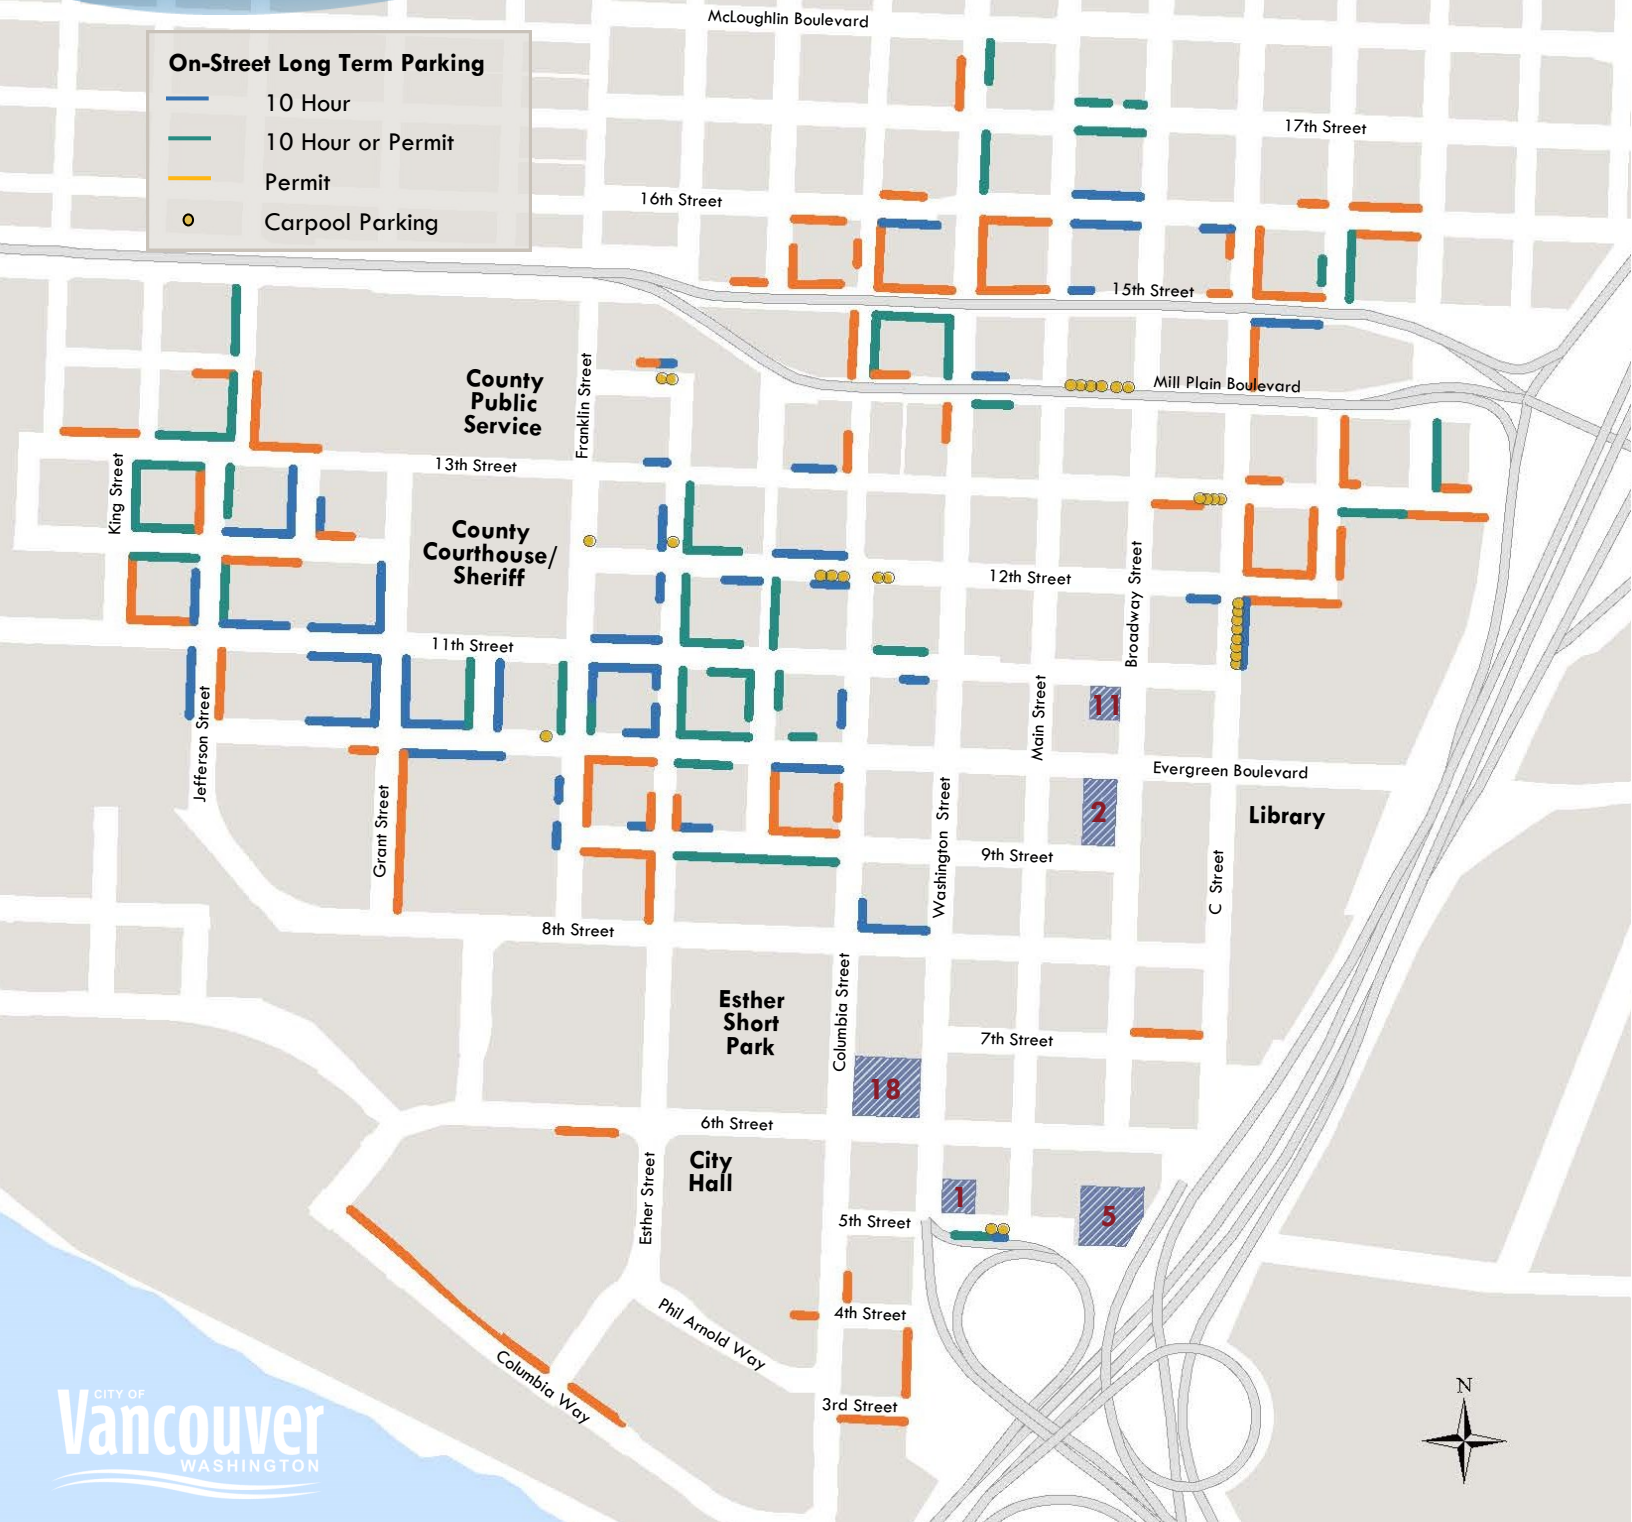 McLoughlin Boulevard
On-Street Long Term Parking
10 Hour
10 Hour or Permit
Permit
Carpool Parking
17th Street
16th Street
15th Street
Mill Plain Boulevard
County
Public
Service
Franklin Street
13th Street
King Street
County
Courthouse/
Sheriff
12th Street
Broadway Street
11th Street
Jefferson Street
Main Street
11
Evergreen Boulevard
Grant Street
2
Library
Washington Street
9th Street
C Street
8th Street
Columbia Street
Esther
Short
Park
7th Street
18
6th Street
City
Hall
Esther Street
1
5
5th Street
4th Street
Phil Arnold Way
Columbia Way
3rd Street
N
CITY OF
Vancouver
WASHINGTON